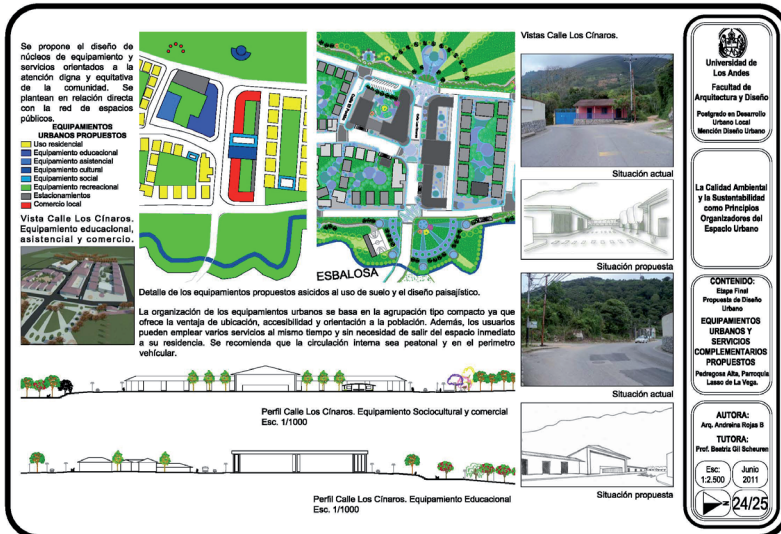 Se propone el diseño de
núcleos de equipamiento y
servicios orientados a la
atención digna y equitativa
de la comunidad. Se
plantean en relación directa
con la red de espacios
públicos.
EQUIPAMIENTOS
URBANOS PROPUESTOS
Uso residencial
Equipamiento educacional
Equipamiento asistencial
Equipamiento cultural
Equipamiento social
Equipamiento recreacional
Estacionamientos
Comercio local
Vista Calle Los Cínaros.
Equipamiento educacional,
asistencial y comercio.
ESBALOSA
Detalle de los equipamientos propuestos asicidos al uso de suelo y el diseño paisajístico.
La organización de los equipamientos urbanos se basa en la agrupación tipo compacto ya que
ofrece la ventaja de ubicación, accesibilidad y orientación a la población. Además, los usuarios
pueden emplear varios servicios al mismo tiempo y sin necesidad de salir del espacio inmediato
a su residencia. Se recomienda que la circulación interna sea peatonal y en el perimetro
vehícular.
Perfil Calle Los Cínaros. Equipamiento Sociocultural y comercial
Esc. 1/1000
Perfil Calle Los Cínaros. Equipamiento Educacional
Esc. 1/1000
Vistas Calle Los Cínaros.
Situación actual
Situación propuesta
Situación actual
Situación propuesta
Universidad de
Los Andes
Facultad de
Arquitectura y Diseño
Postgrado en Desarrollo
Urbano Local
Mención Diseño Urbano
La Calidad Ambiental
y la Sustentabilidad
como Principios
Organizadores del
Espacio Urbano
CONTENIDO:
Etapa Final
Propuesta de Diseño
Urbano
EQUIPAMIENTOS
URBANOS Y
SERVICIOS
COMPLEMENTARIOS
PROPUESTOS
Pedregosa Alta, Parroquia
Lasso de La Vega.
AUTORA:
Arq. Andreina Rojas B
TUTORA:
Prof. Beatriz Gil Scheuren
Esc:
1:2.500
Junio
2011
N
24/25